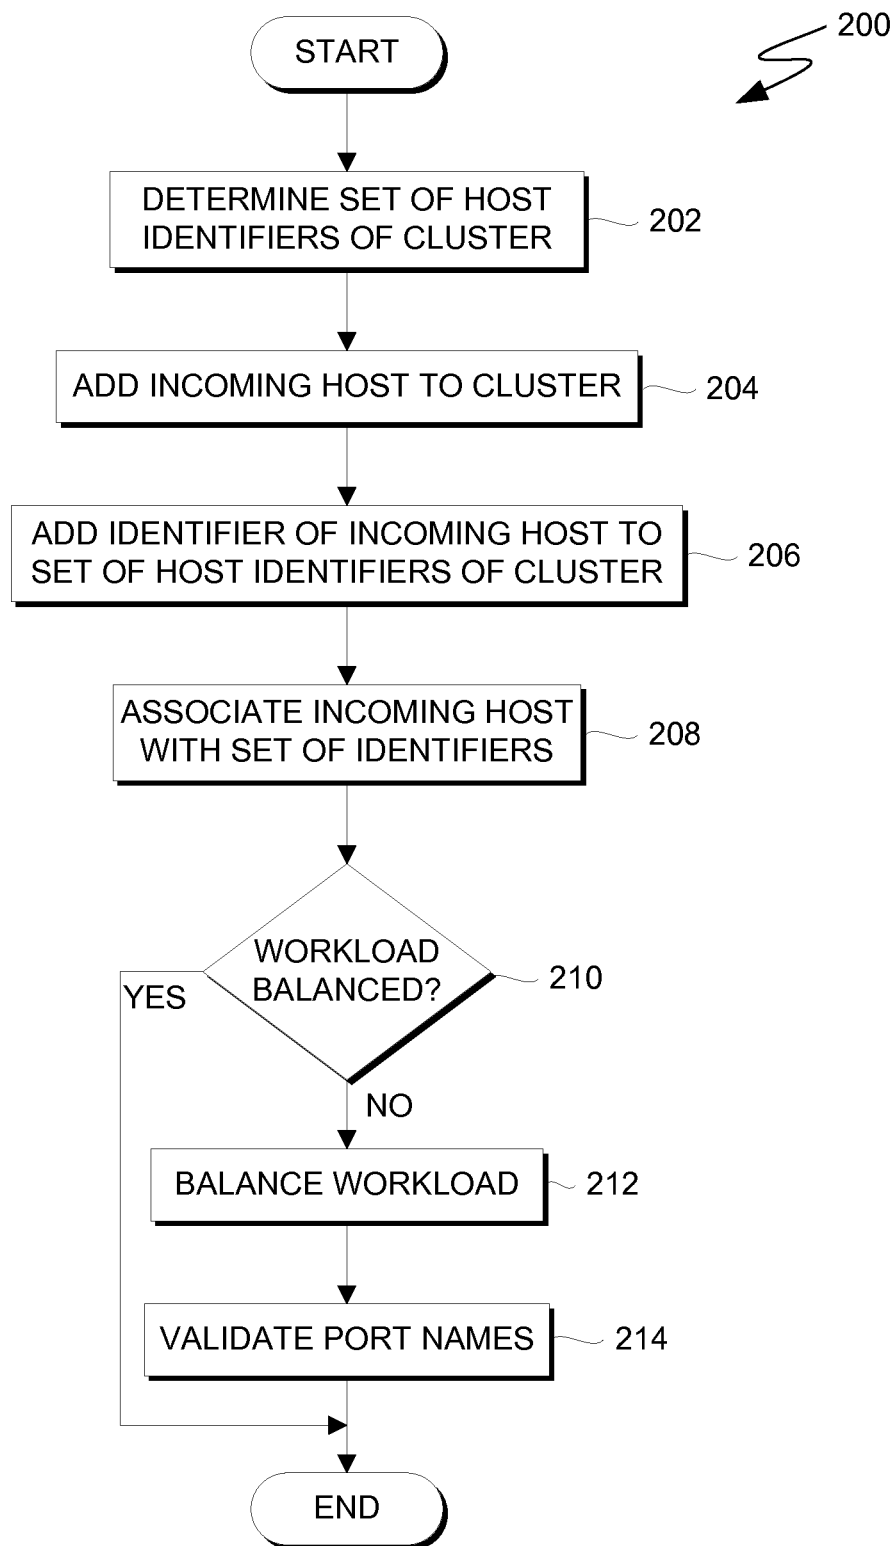 START
200
DETERMINE SET OF HOST
IDENTIFIERS OF CLUSTER
202
ADD INCOMING HOST TO CLUSTER
204
ADD IDENTIFIER OF INCOMING HOST TO
SET OF HOST IDENTIFIERS OF CLUSTER
206
ASSOCIATE INCOMING HOST
WITH SET OF IDENTIFIERS
208
WORKLOAD
BALANCED?
210
YES
NO
BALANCE WORKLOAD
212
VALIDATE PORT NAMES
214
END